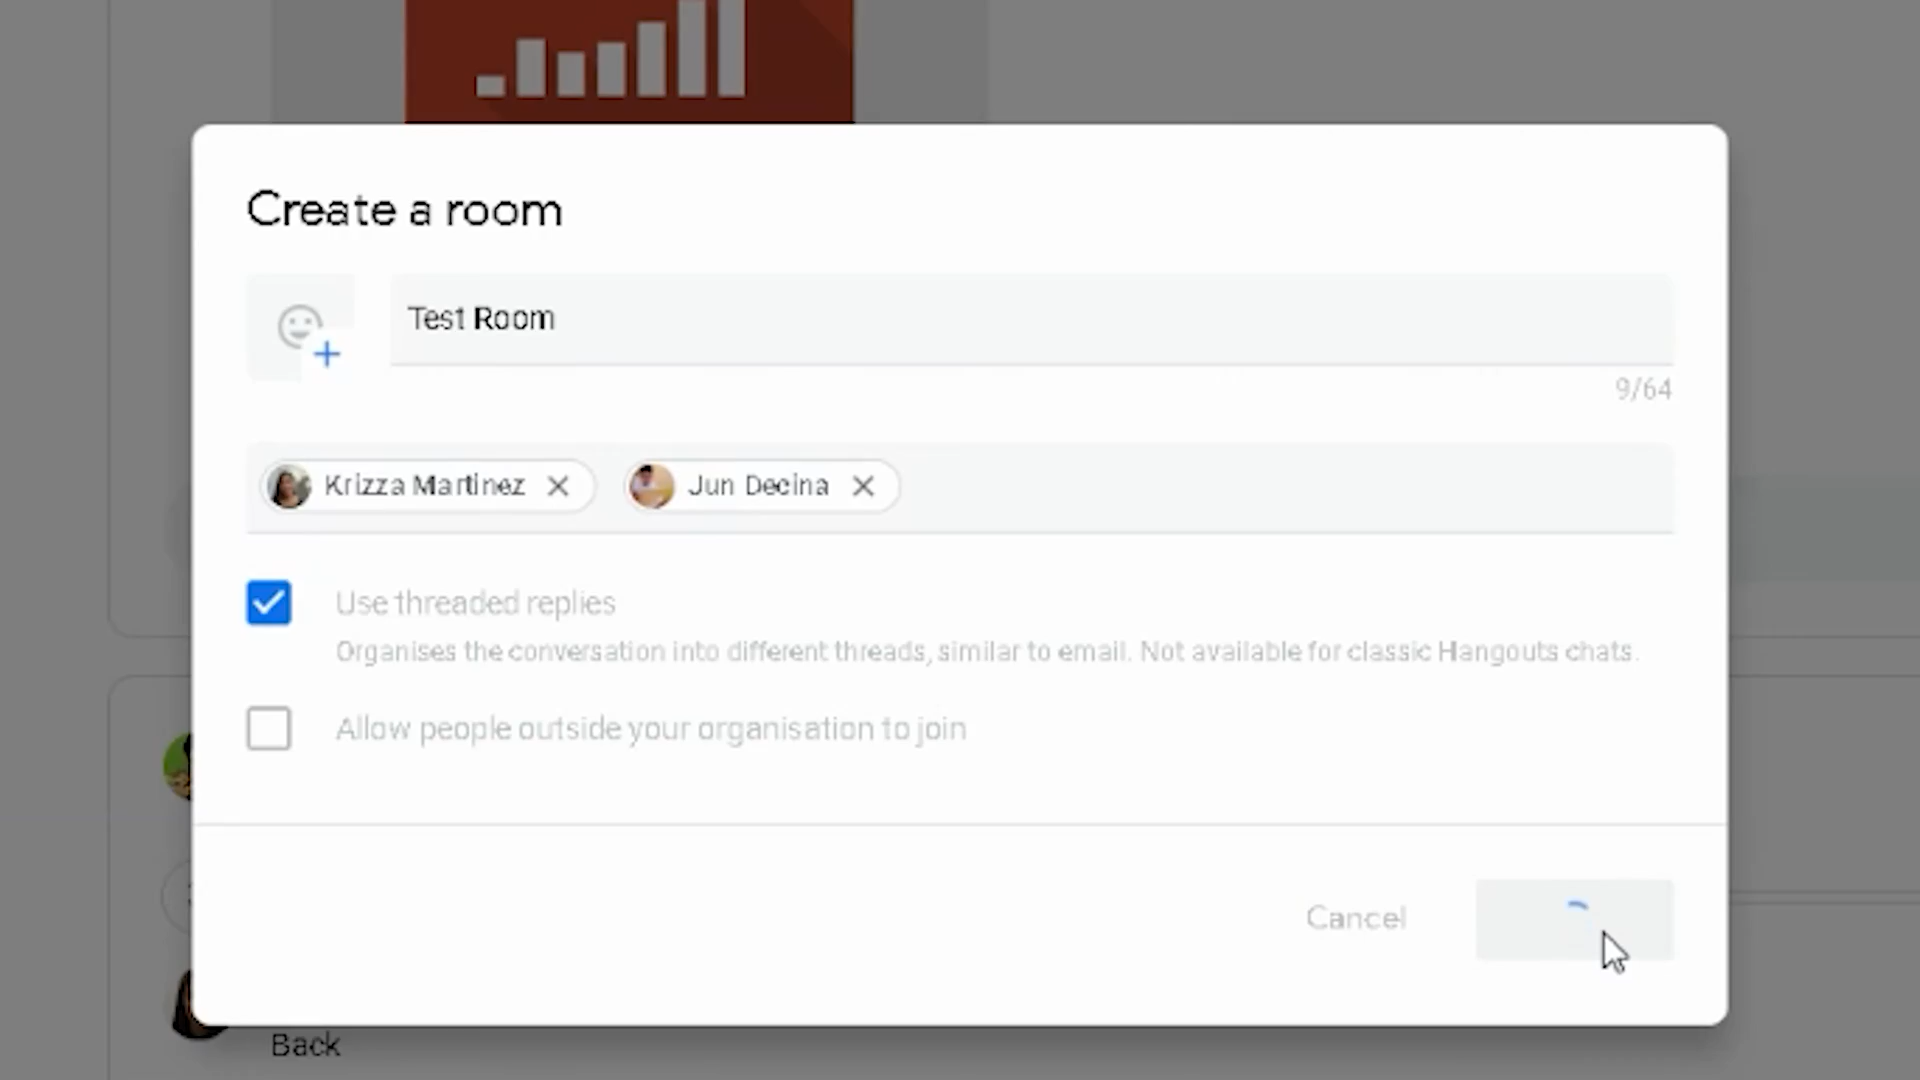 Create a room
Test Room
9/64
Krizza Martinez
Jun Decina
Use threaded replies
Organises the conversation into different threads, similar to email. Not available for classic Hangouts chats.
Allow people outside your organisation to join
Cancel
Back